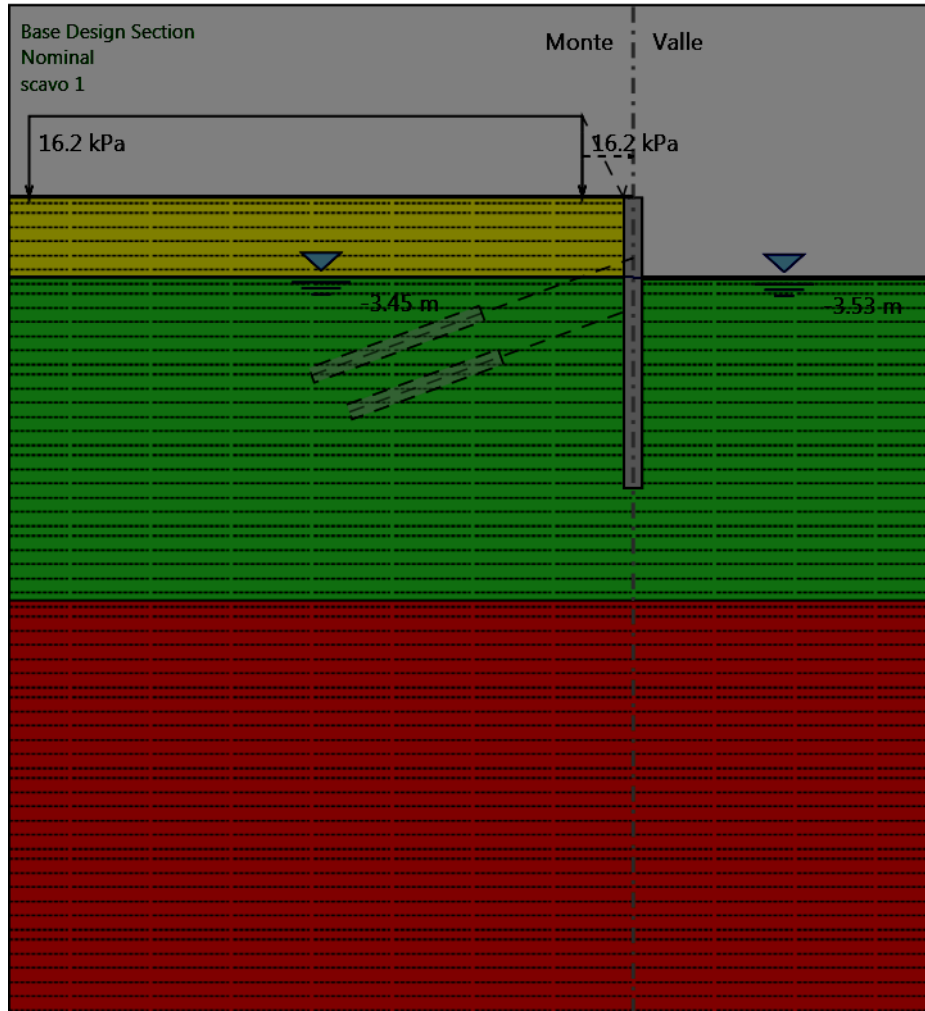 Base Design Section
Nominal
scavo 1
Monte
Valle
16.2 kPa
16.2 kPa
-3.45 m
-3.53 m